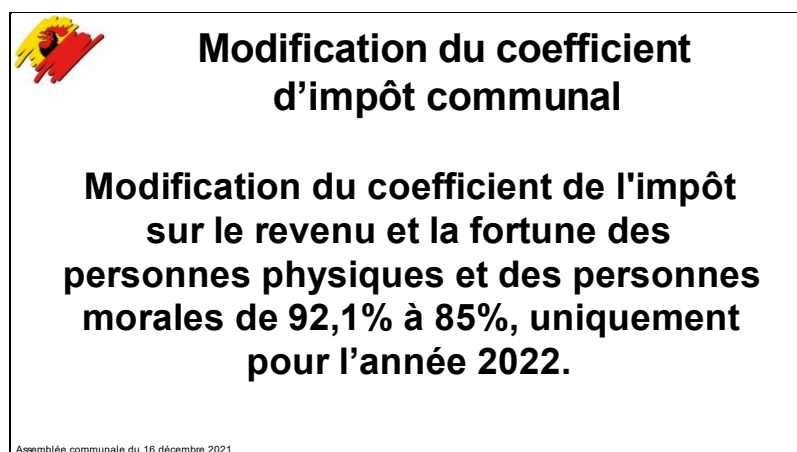 Modification du coefficient
d’impôt communal
Modification du coefficient de l'impôt
sur le revenu et la fortune des
personnes physiques et des personnes
morales de 92,1% à 85%, uniquement
pour l’année 2022.
Assemblée communale du 16 décembre 2021